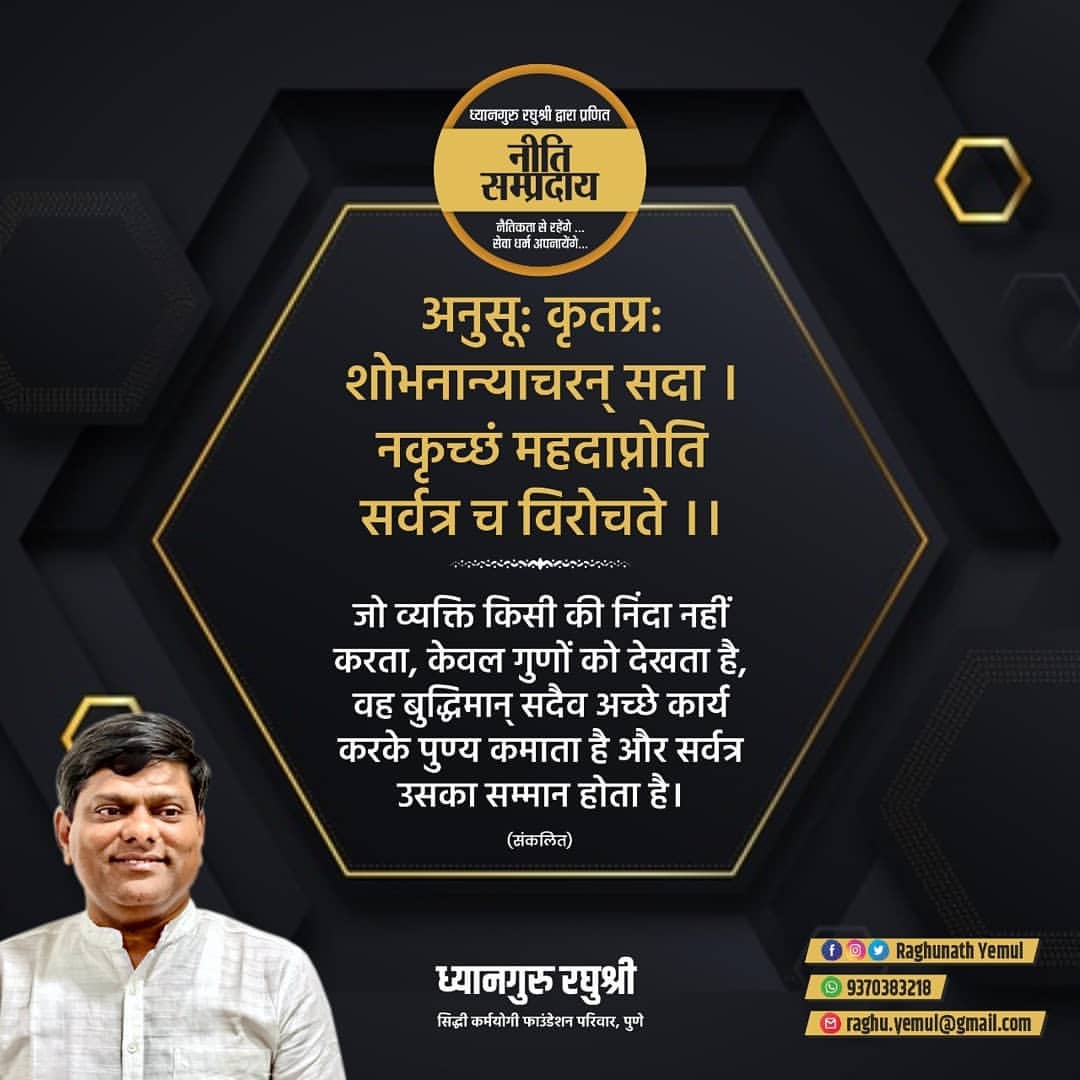 ध्यानगुरु रघुश्री द्वारा प्रणित
नीति
सम्प्रदाय
नैतिकता से रहेंगे ...
सेवा धर्म अपनायेंगे...
अनुसू: कृतप्र:
शोभनान्याचरन् सदा ।
नकृच्छं महदाप्नोति
सर्वत्र च विरोचते ।।
जो व्यक्ति किसी की निंदा नहीं
करता, केवल गुणों को देखता है,
वह बुद्धिमान् सदैव अच्छे कार्य
करके पुण्य कमाता है और सर्वत्र
उसका सम्मान होता है।
(संकलित)
ध्यानगुरु रघुश्री
सिद्धी कर्मयोगी फाउंडेशन परिवार, पुणे
Raghunath Yemul
9370383218
raghu.yemul@gmail.com